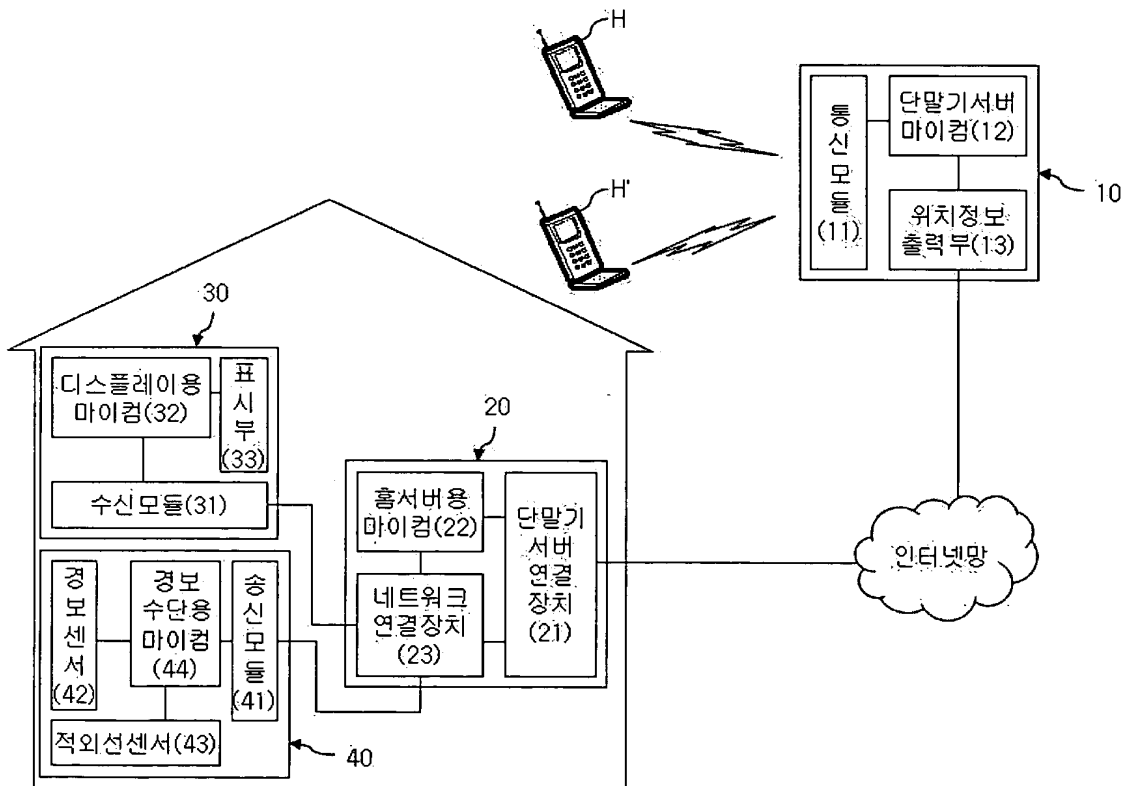 H
통신모듈
(11)
단말기서버
마이컴(12)
위치정보
출력부(13)
10
H'
30
디스플레이용
마이컴(32)
표시부
(33)
수신모듈(31)
20
홈서버용
마이컴(22)
네트워크
연결장치
(23)
단말기
서버
연결
장치
(21)
인터넷망
경보센서
(42)
경보
수단용
마이컴
(44)
송신모듈
(41)
적외선센서(43)
40